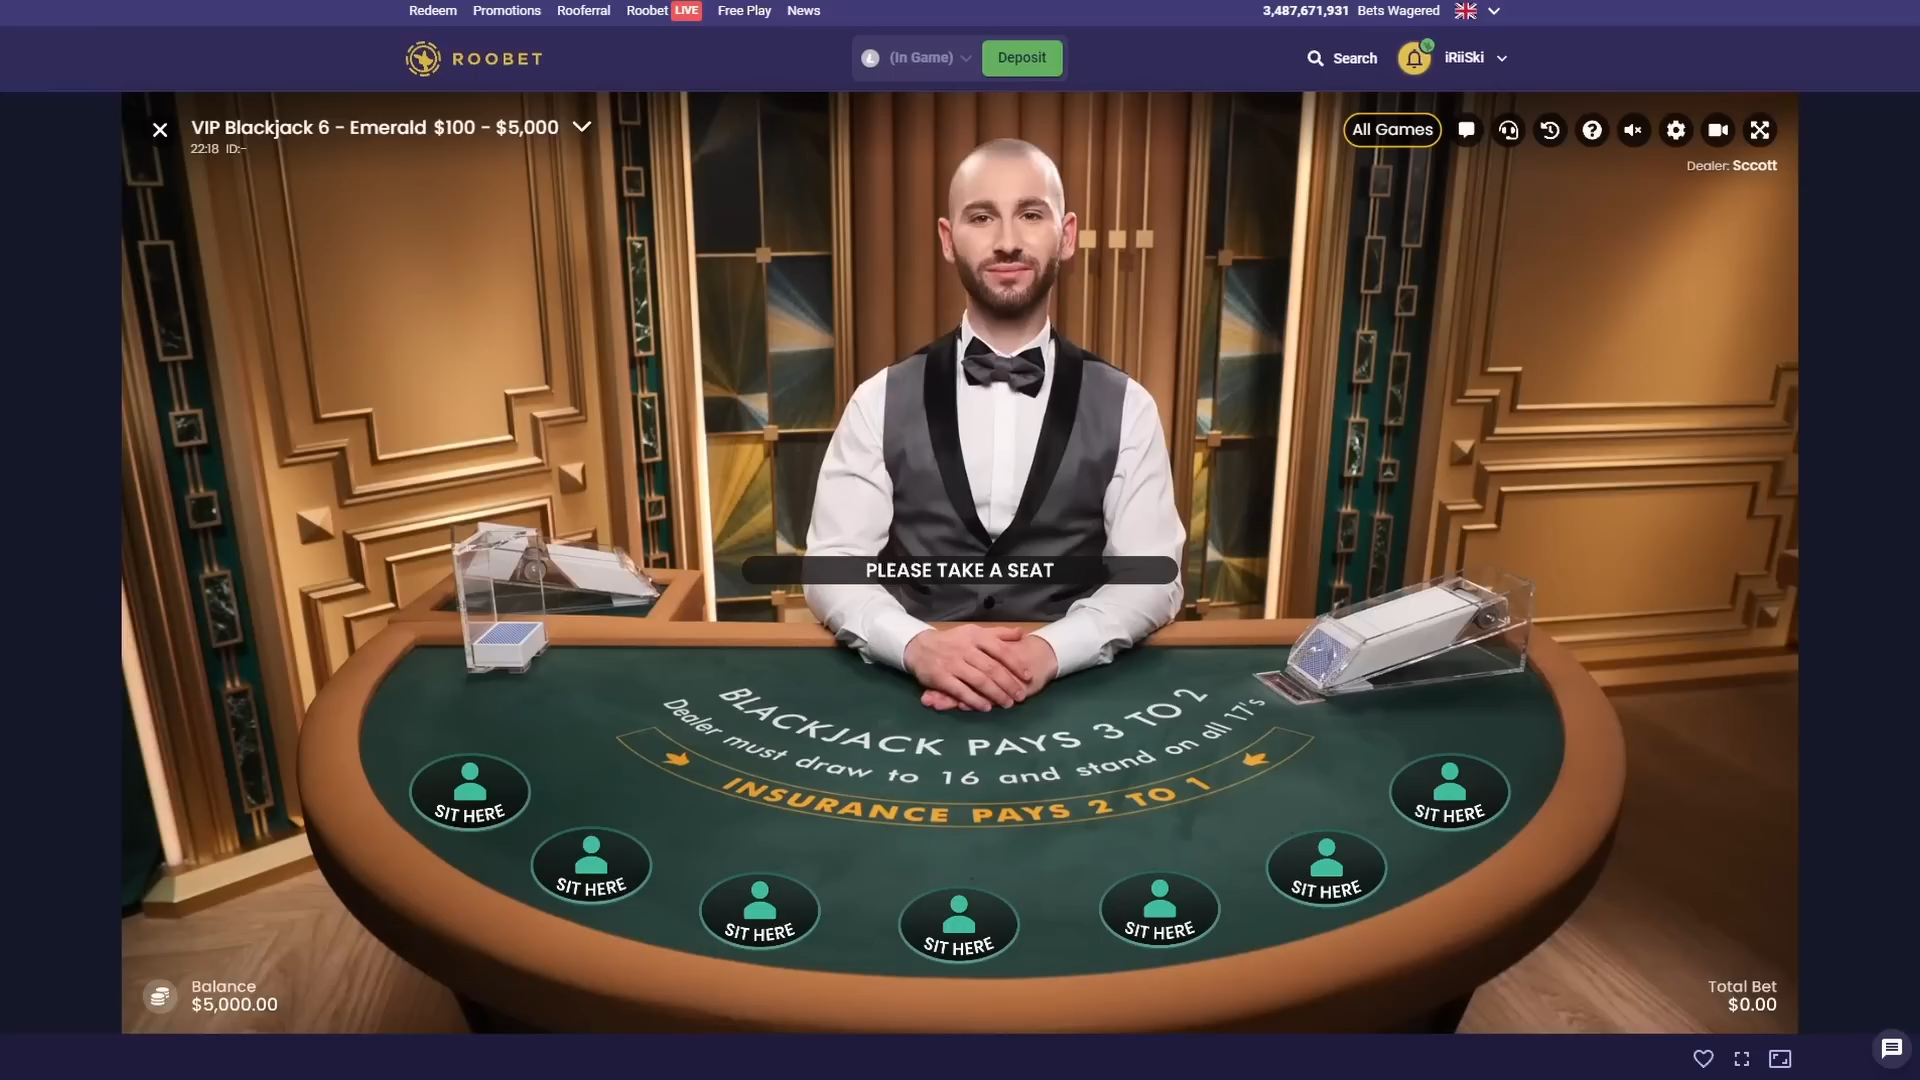 Redeem Promotions Rooferral Roobet LIVE Free Play News 3,487,671,931 Bets Wagered
ROOBET (In Game) Deposit Search iRiiSki
VIP Blackjack 6 - Emerald $100 - $5,000
22:18 ID:-
All Games
Dealer: Sccott
PLEASE TAKE A SEAT
BLACKJACK PAYS 3 TO 2
Dealer must draw to 16 and stand on all 17's
INSURANCE PAYS 2 TO 1
SIT HERE
SIT HERE
SIT HERE
SIT HERE
SIT HERE
SIT HERE
SIT HERE
Balance
$5,000.00
Total Bet
$0.00